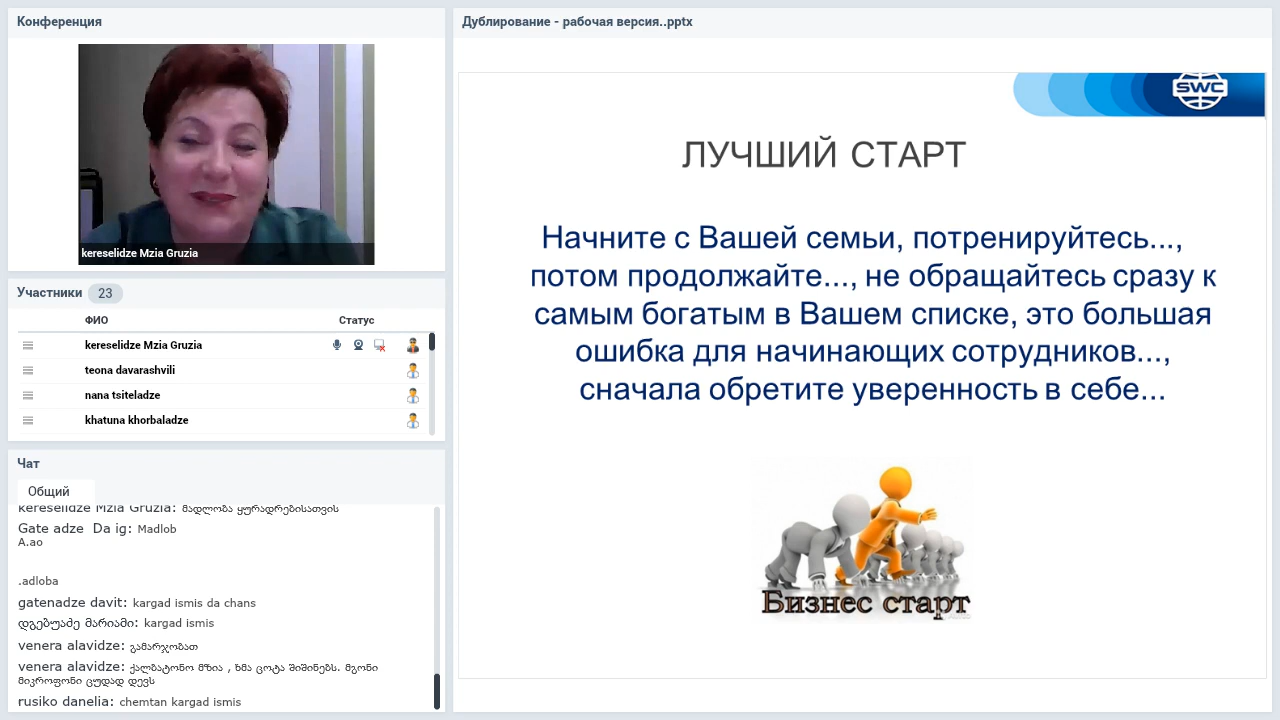 Конференция
kereselidze Mzia Gruzia
Участники 23
ФИО Статус
kereselidze Mzia Gruzia
teona davarashvili
nana tsiteladze
khatuna khorbaladze
Чат
Общий
kereselidze Mzia Gruzia: მადლობა ყურადრებისათვის
Gate adze Da ig: Madlob
A.ao
.adloba
gatenadze davit: kargad ismis da chans
დგებუაძე მარიამი: kargad ismis
venera alavidze: გამარჯობათ
venera alavidze: ქალბატონო მზია , ხმა ცოტა შიშინებს. მგონი
მიკროფონი ცუდად დევს
rusiko danelia: chemtan kargad ismis
Дублирование - рабочая версия..pptx
SWC
ЛУЧШИЙ СТАРТ
Начните с Вашей семьи, потренируйтесь...,
потом продолжайте..., не обращайтесь сразу к
самым богатым в Вашем списке, это большая
ошибка для начинающих сотрудников...,
сначала обретите уверенность в себе...
Бизнес старт